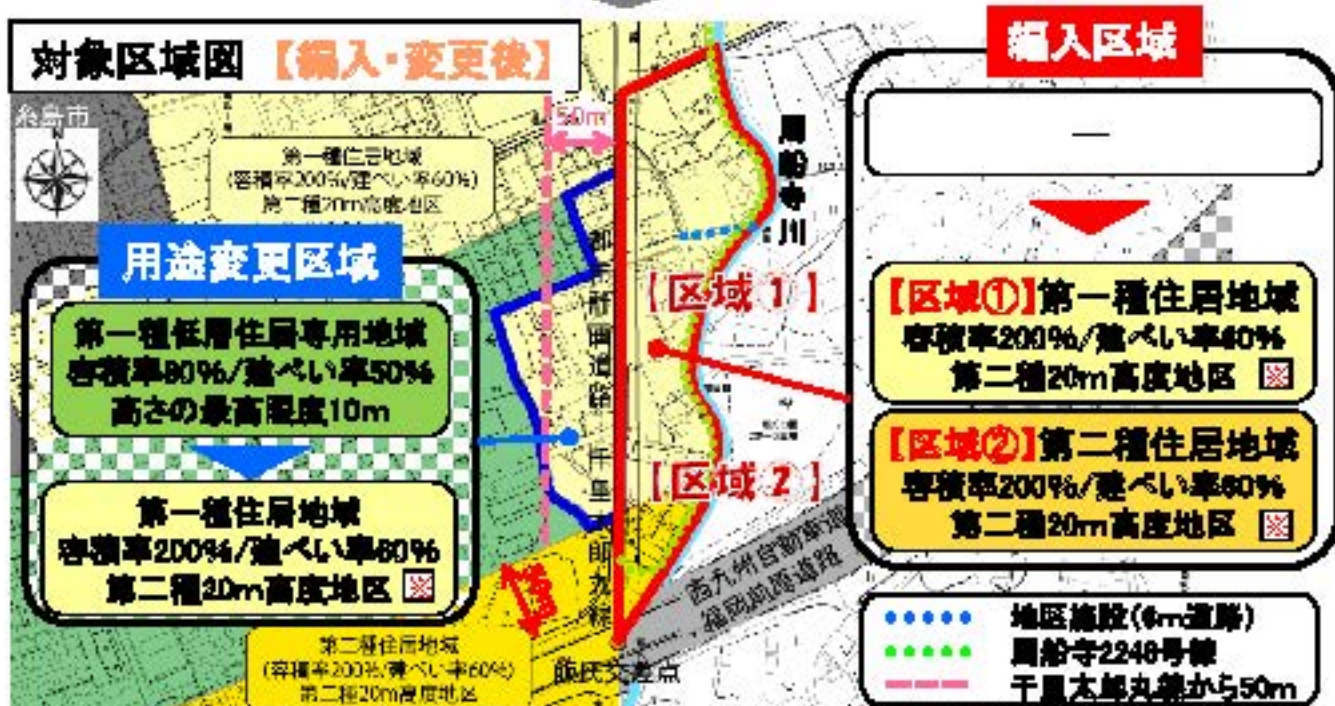 対象区域図 【編入・変更後】
糸島市
N
50m
第一種住居地域
(容積率200%/建ぺい率60%)
第二種20m高度地区
用途変更区域
第一種低層住居専用地域
容積率80%/建ぺい率50%
高さの最高限度10m
第一種住居地域
容積率200%/建ぺい率60%
第二種20m高度地区 ※
第二種住居地域
(容積率200%/建ぺい率60%)
第二種20m高度地区
都市計画道路 千里太郎丸線
周船寺川
【区域1】
【区域2】
西九州自動車道
福岡前原道路
飯氏交差点
編入区域
―
【区域①】第一種住居地域
容積率200%/建ぺい率60%
第二種20m高度地区 ※
【区域②】第二種住居地域
容積率200%/建ぺい率60%
第二種20m高度地区 ※
地区施設(6m道路)
周船寺2248号線
千里太郎丸線から50m